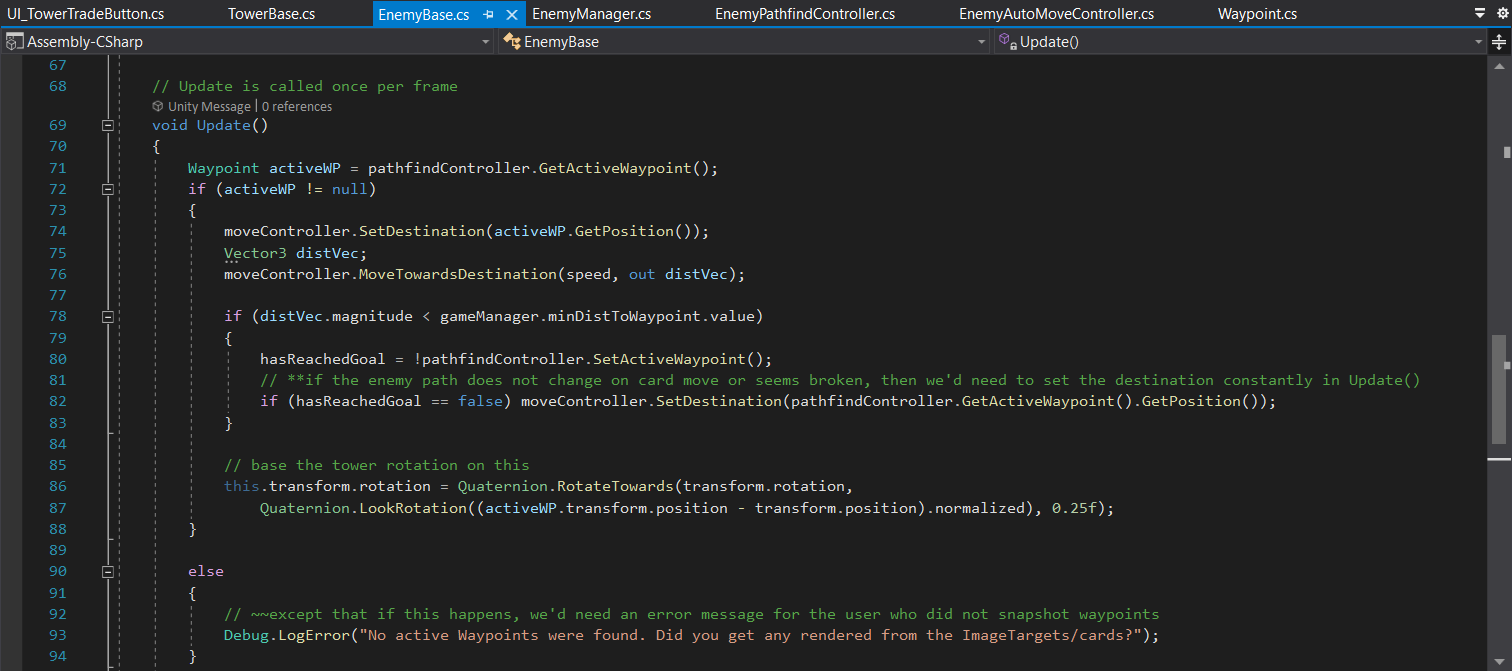 UI_TowerTradeButton.cs TowerBase.cs EnemyBase.cs EnemyManager.cs EnemyPathfindController.cs EnemyAutoMoveController.cs Waypoint.cs
Assembly-CSharp EnemyBase Update()
67
68 // Update is called once per frame
Unity Message | 0 references
69 void Update()
70 {
71 Waypoint activeWP = pathfindController.GetActiveWaypoint();
72 if (activeWP != null)
73 {
74 moveController.SetDestination(activeWP.GetPosition());
75 Vector3 distVec;
76 moveController.MoveTowardsDestination(speed, out distVec);
77
78 if (distVec.magnitude < gameManager.minDistToWaypoint.value)
79 {
80 hasReachedGoal = !pathfindController.SetActiveWaypoint();
81 // **if the enemy path does not change on card move or seems broken, then we'd need to set the destination constantly in Update()
82 if (hasReachedGoal == false) moveController.SetDestination(pathfindController.GetActiveWaypoint().GetPosition());
83 }
84
85 // base the tower rotation on this
86 this.transform.rotation = Quaternion.RotateTowards(transform.rotation,
87 Quaternion.LookRotation((activeWP.transform.position - transform.position).normalized), 0.25f);
88 }
89
90 else
91 {
92 // ~~except that if this happens, we'd need an error message for the user who did not snapshot waypoints
93 Debug.LogError("No active Waypoints were found. Did you get any rendered from the ImageTargets/cards?");
94 }